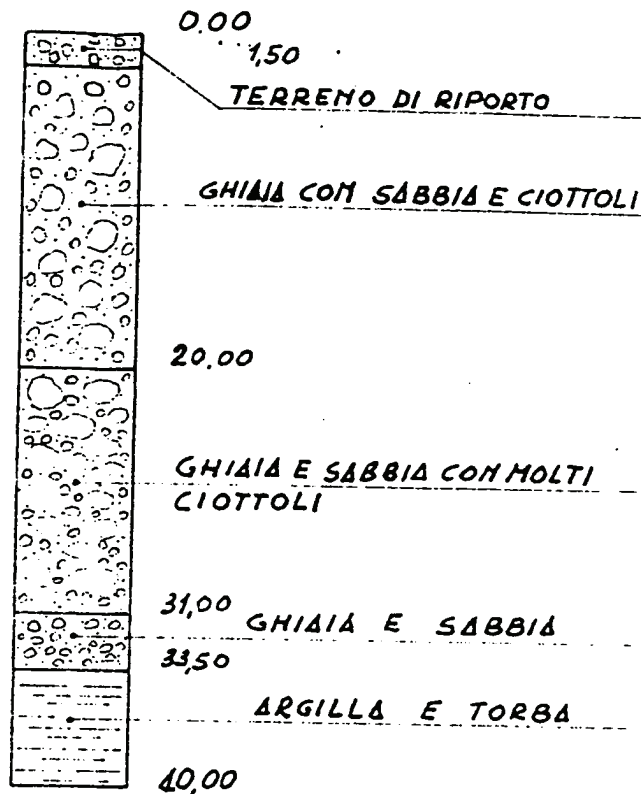 0.00
1,50
TERRENO DI RIPORTO
GHIAIA CON SABBIA E CIOTTOLI
20.00
GHIAIA E SABBIA CON MOLTI
CIOTTOLI
31,00
GHIAIA E SABBIA
33,50
ARGILLA E TORBA
40,00